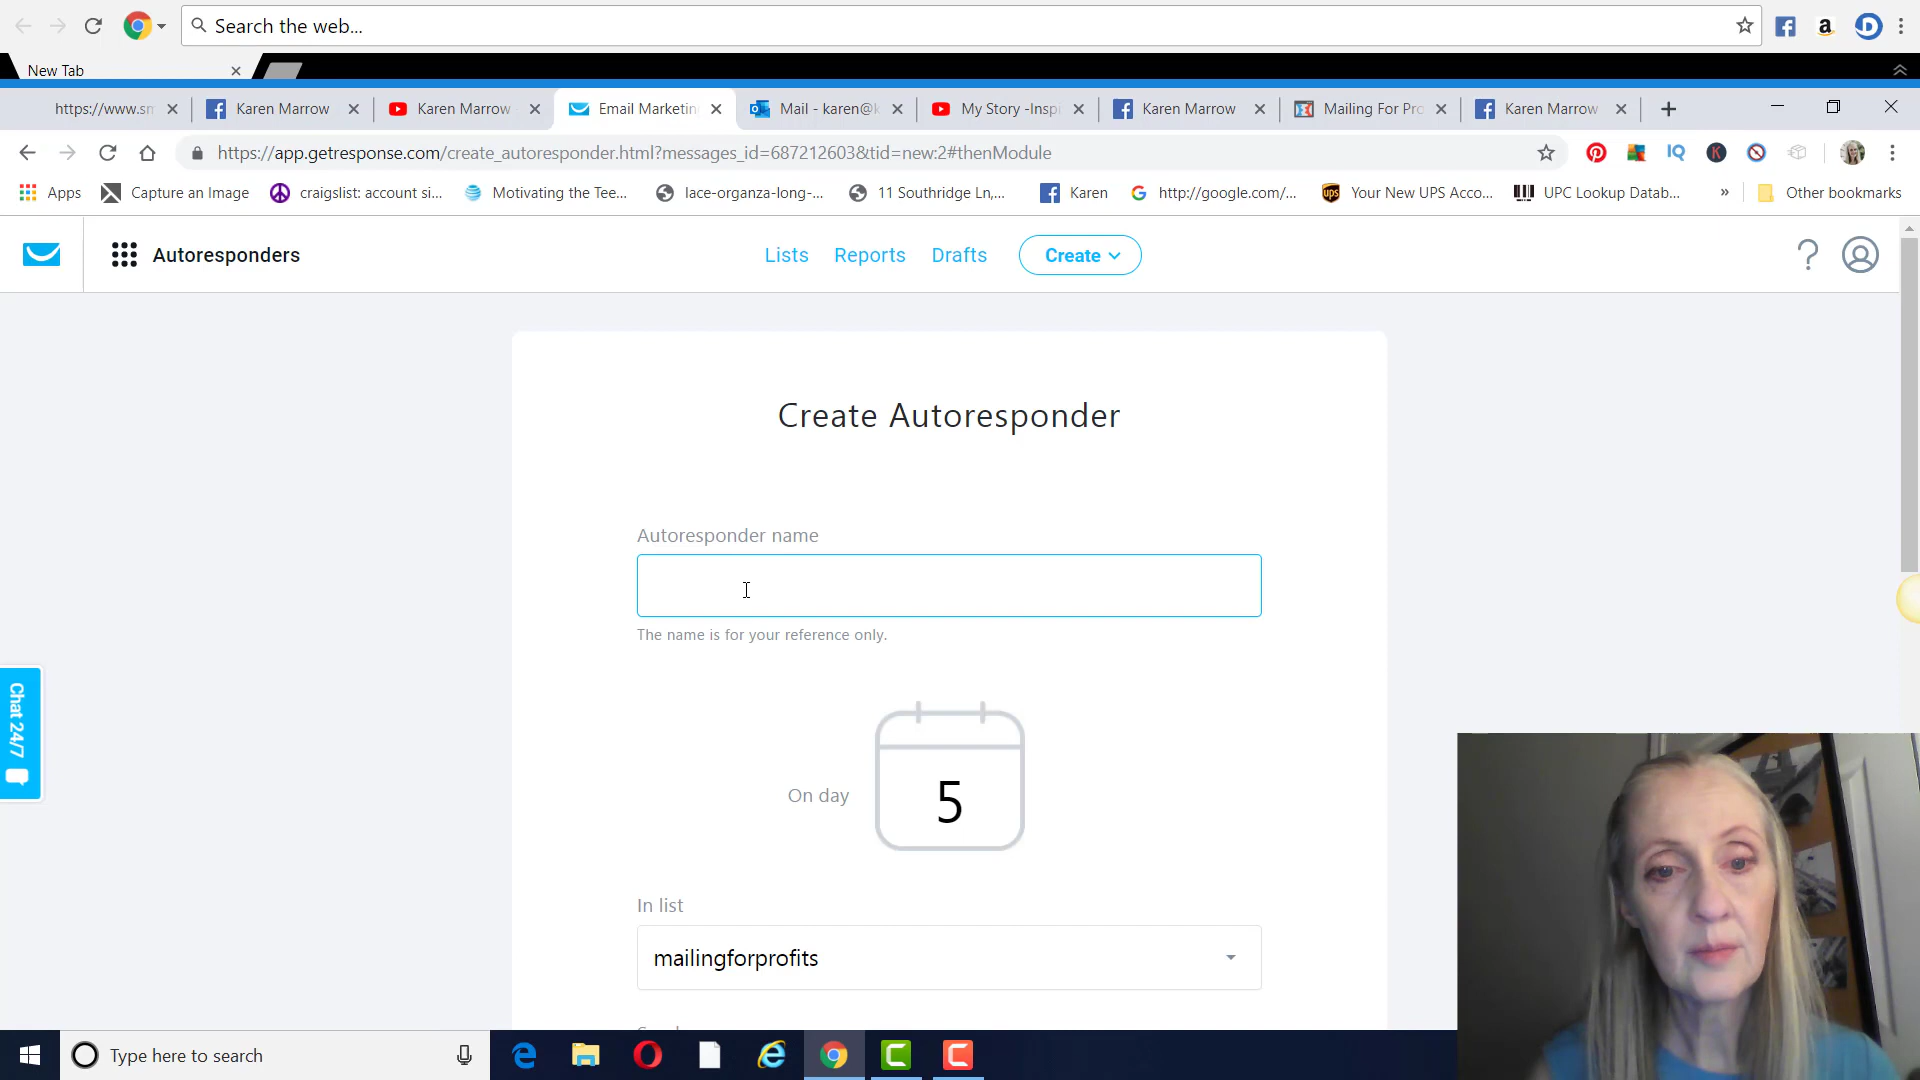 Search the web...
New Tab
https://www.sm
Karen Marrow
Karen Marrow
Email Marketin
Mail - karen@k
My Story -Inspi
Karen Marrow
Mailing For Pro
Karen Marrow
https://app.getresponse.com/create_autoresponder.html?messages_id=687212603&tid=new:2#thenModule
Apps
Capture an Image
craigslist: account si...
Motivating the Tee...
lace-organza-long-...
11 Southridge Ln,...
Karen
http://google.com/...
Your New UPS Acco...
UPC Lookup Datab...
»
Other bookmarks
Autoresponders
Lists
Reports
Drafts
Create
?
Create Autoresponder
Autoresponder name
The name is for your reference only.
On day
5
In list
mailingforprofits
Chat 24/7
Type here to search